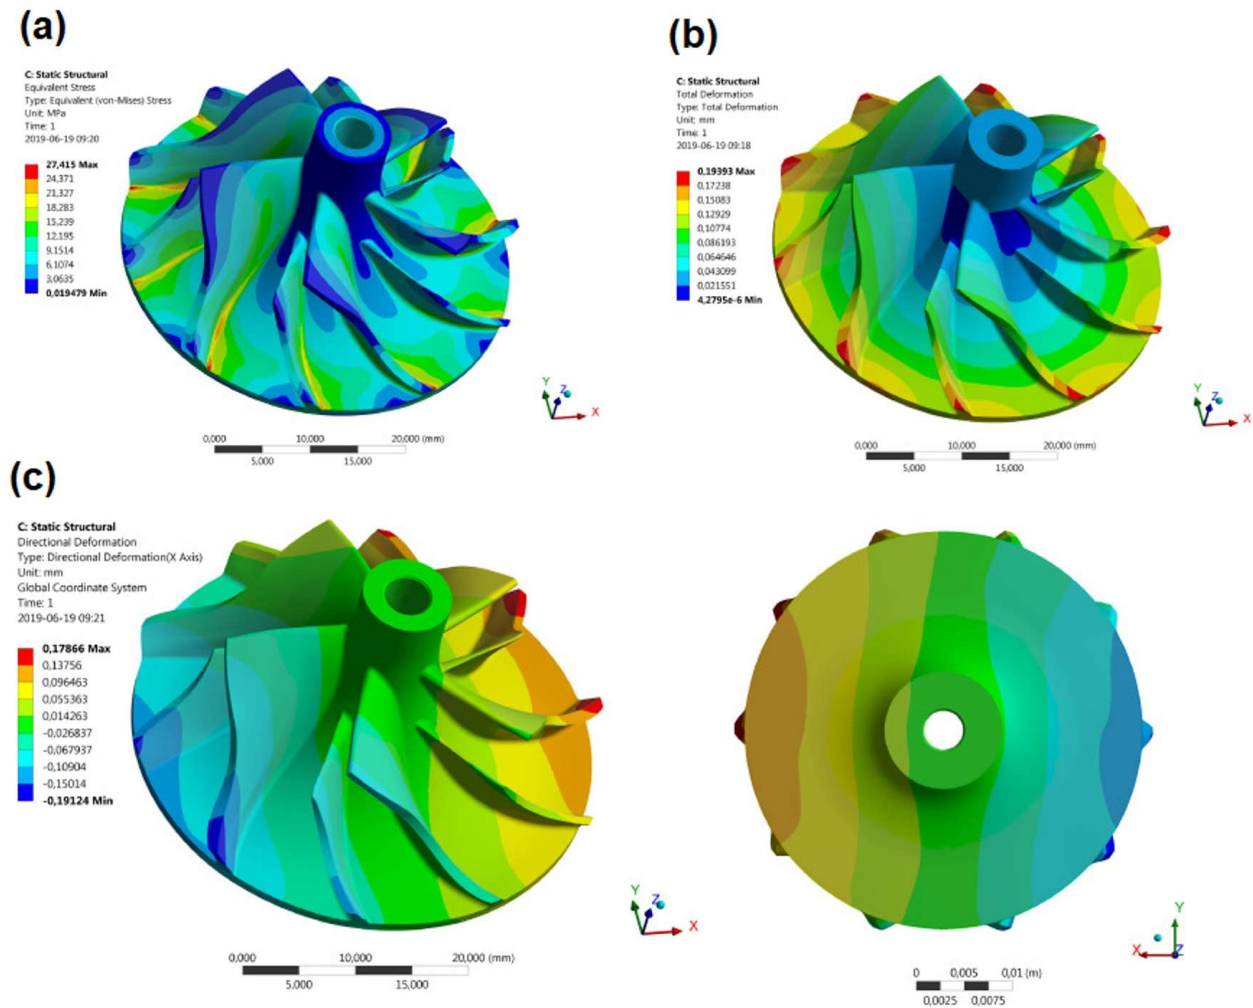 (a)
C: Static Structural
Equivalent Stress
Type: Equivalent (von-Mises) Stress
Unit: MPa
Time: 1
2019-06-19 09:20
27,415 Max
24,371
21,327
18,283
15,239
12,195
9,1514
6,1074
3,0635
0,019479 Min
Y
Z
X
0,000 10,000 20,000 (mm)
5,000 15,000
(b)
C: Static Structural
Total Deformation
Type: Total Deformation
Unit: mm
Time: 1
2019-06-19 09:18
0,19393 Max
0,17238
0,15083
0,12929
0,10774
0,086193
0,064646
0,043099
0,021551
4,2795e-6 Min
Y
Z
X
0,000 10,000 20,000 (mm)
5,000 15,000
(c)
C: Static Structural
Directional Deformation
Type: Directional Deformation(X Axis)
Unit: mm
Global Coordinate System
Time: 1
2019-06-19 09:21
0,17866 Max
0,13756
0,096463
0,055363
0,014263
-0,026837
-0,067937
-0,10904
-0,15014
-0,19124 Min
Y
Z
X
0,000 10,000 20,000 (mm)
5,000 15,000
Y
X
Z
0 0,005 0,01 (m)
0,0025 0,0075